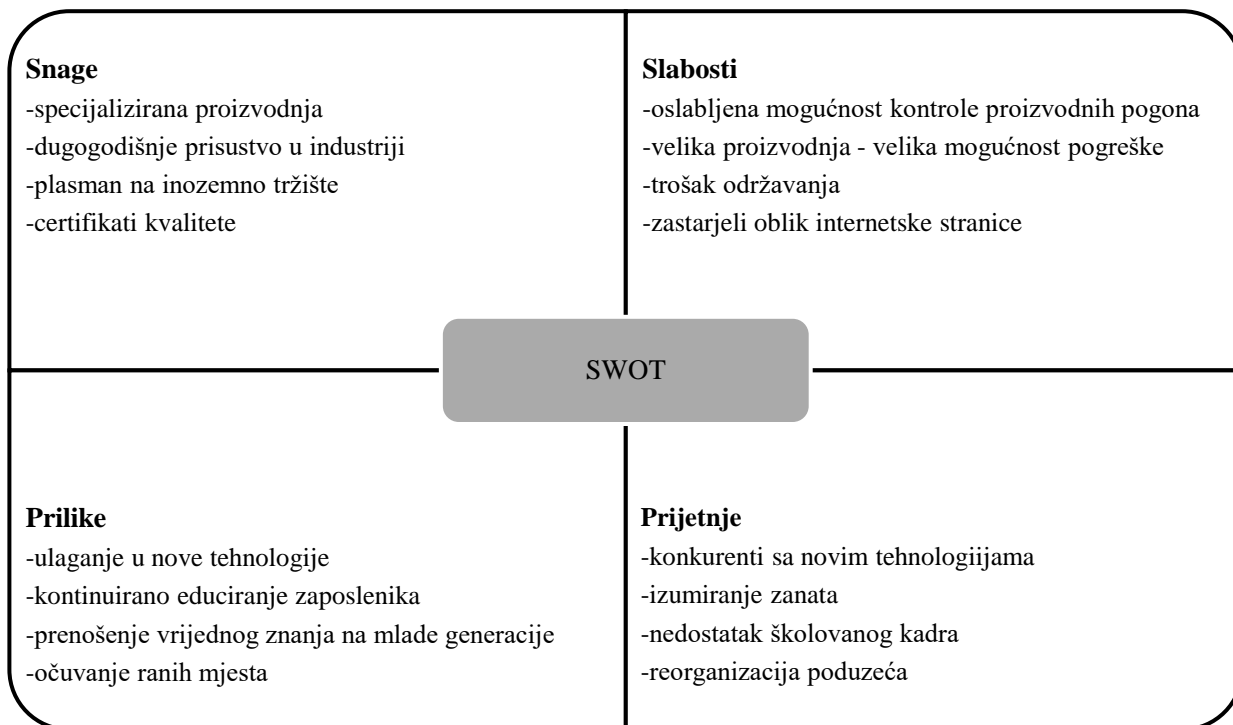 Snage
-specijalizirana proizvodnja
-dugogodišnje prisustvo u industriji
-plasman na inozemno tržište
-certifikati kvalitete
Slabosti
-oslabljena mogućnost kontrole proizvodnih pogona
-velika proizvodnja - velika mogućnost pogreške
-trošak održavanja
-zastarjeli oblik internetske stranice
SWOT
Prilike
-ulaganje u nove tehnologije
-kontinuirano educiranje zaposlenika
-prenošenje vrijednog znanja na mlade generacije
-očuvanje ranih mjesta
Prijetnje
-konkurenti sa novim tehnologiijama
-izumiranje zanata
-nedostatak školovanog kadra
-reorganizacija poduzeća